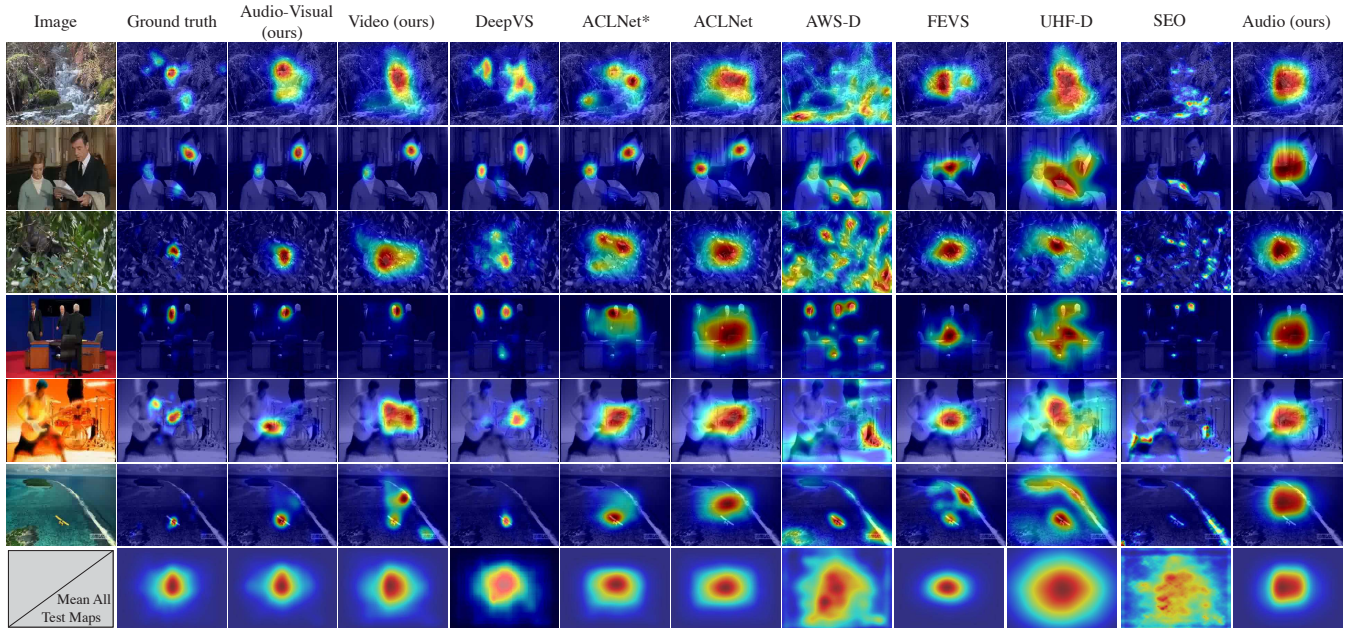 Image Ground truth Audio-Visual (ours) Video (ours) DeepVS ACLNet* ACLNet AWS-D FEVS UHF-D SEO Audio (ours)
Mean All
Test Maps